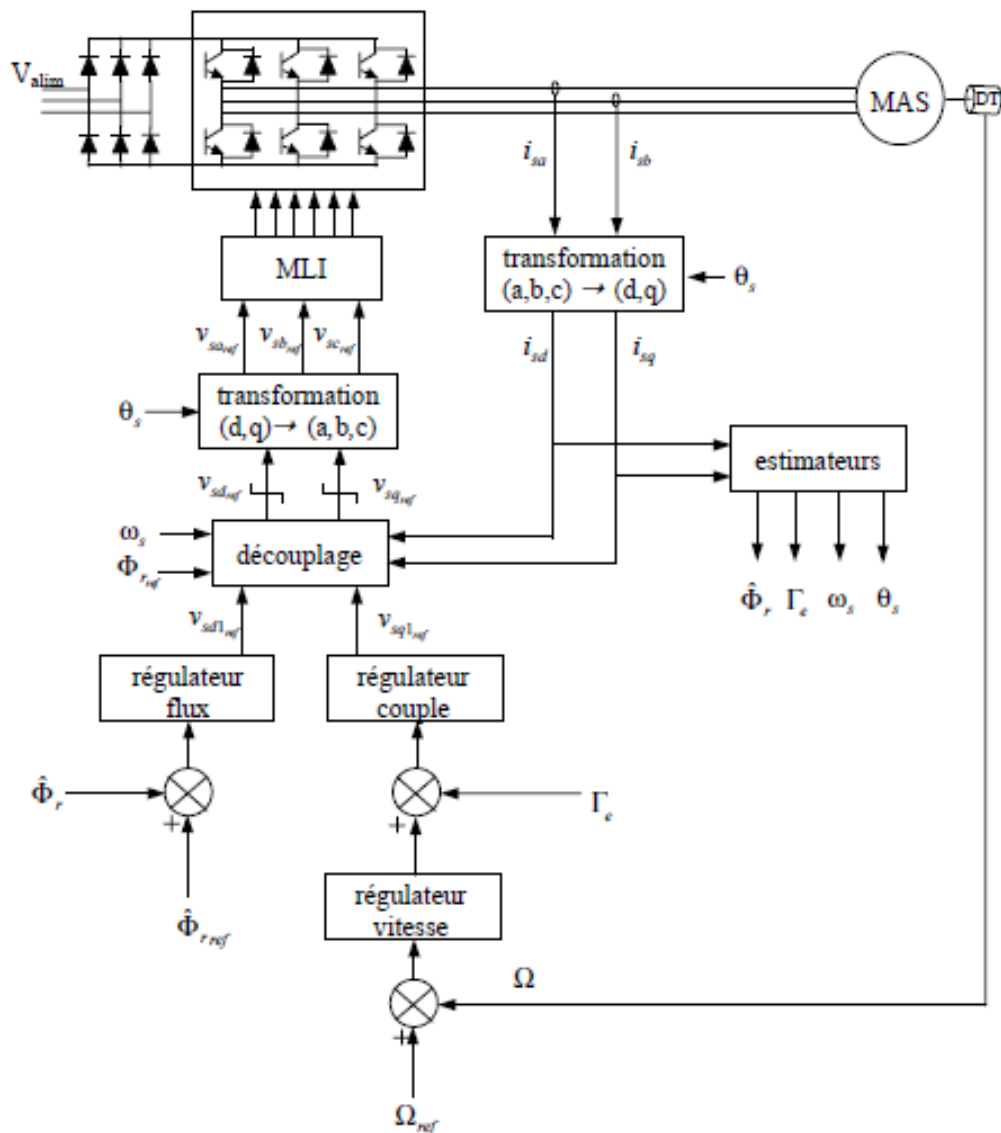 V_alim
MAS
DT
i_sa
i_sb
MLI
transformation
(a,b,c) → (d,q)
θ_s
v_sa_ref
v_sb_ref
v_sc_ref
i_sd
i_sq
transformation
(d,q) → (a,b,c)
θ_s
estimateurs
v_sd_ref
v_sq_ref
ω_s
Φ_r_ref
découplage
Φ̂_r
Γ_e
ω_s
θ_s
v_sd1_ref
v_sq1_ref
régulateur
flux
régulateur
couple
Φ̂_r
Γ_e
+
+
régulateur
vitesse
Φ̂_r ref
Ω
+
Ω_ref